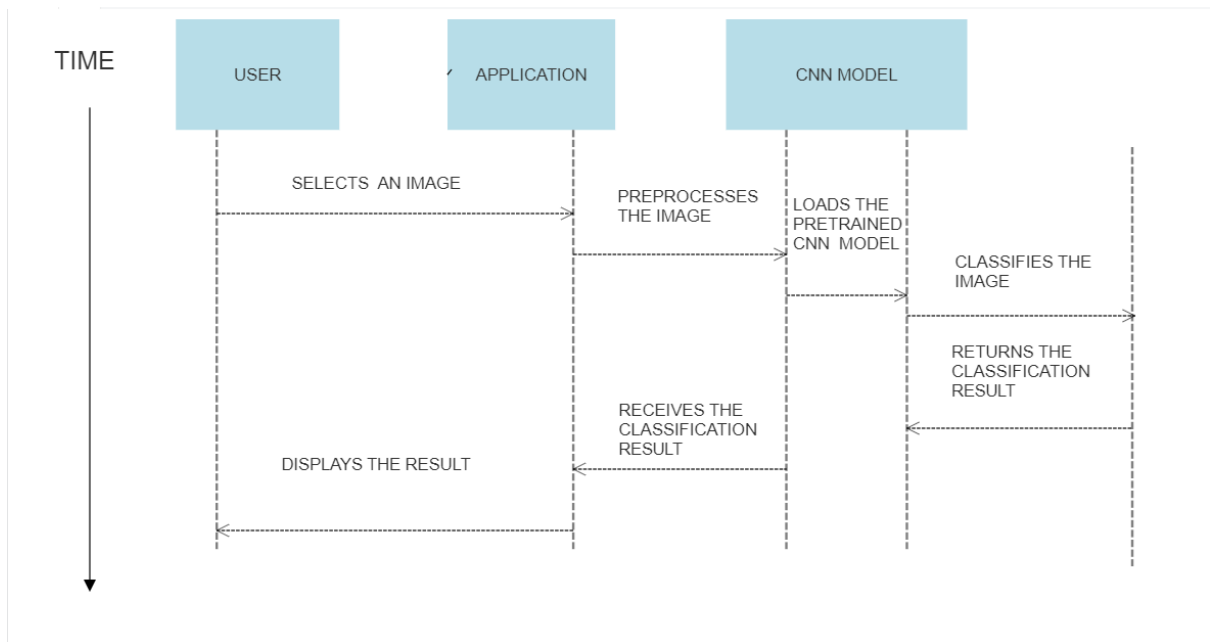 TIME
USER
APPLICATION
CNN MODEL
SELECTS AN IMAGE
PREPROCESSES
THE IMAGE
LOADS THE
PRETRAINED
CNN MODEL
CLASSIFIES THE
IMAGE
RETURNS THE
CLASSIFICATION
RESULT
RECEIVES THE
CLASSIFICATION
RESULT
DISPLAYS THE RESULT